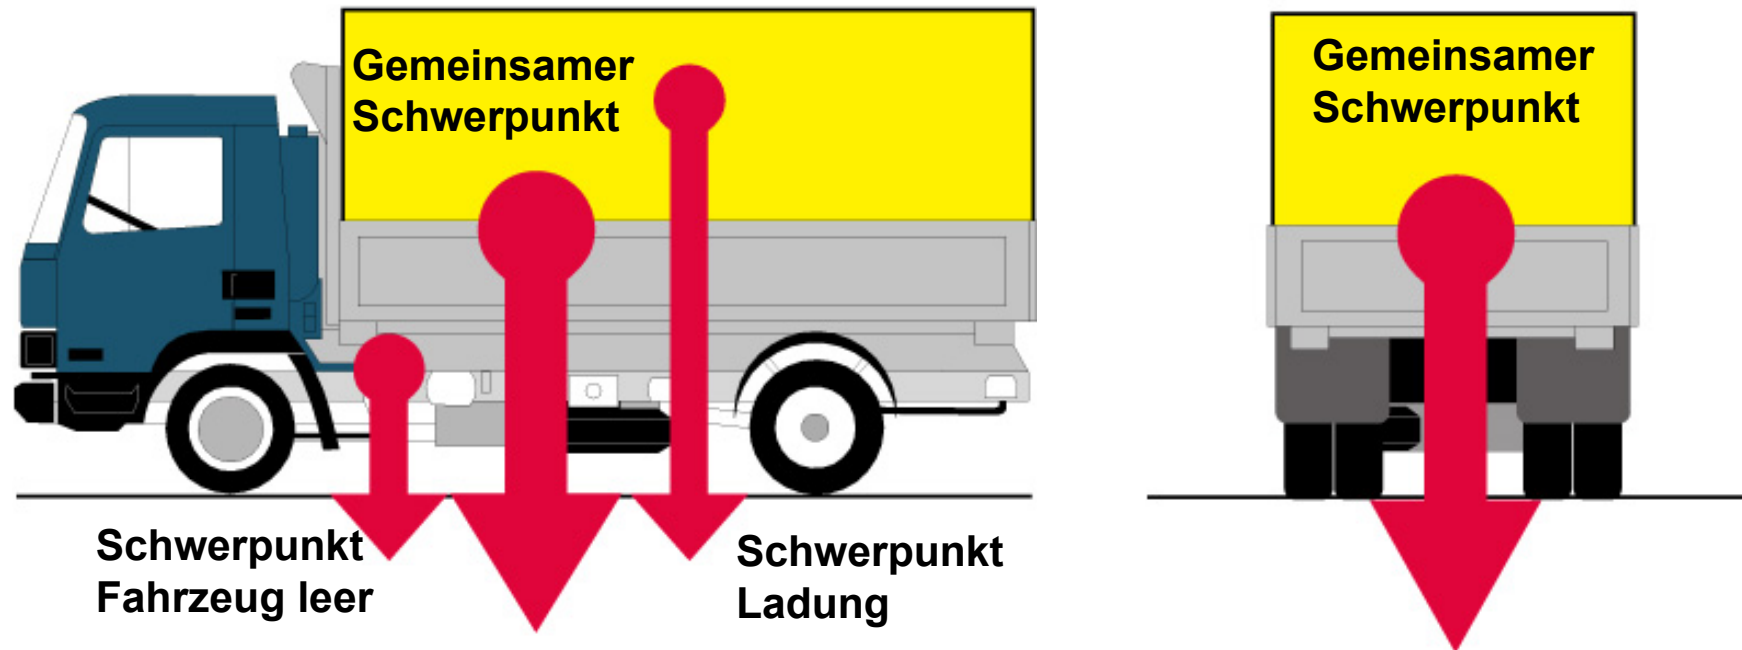 Gemeinsamer
Schwerpunkt
Gemeinsamer
Schwerpunkt
Schwerpunkt
Fahrzeug leer
Schwerpunkt
Ladung